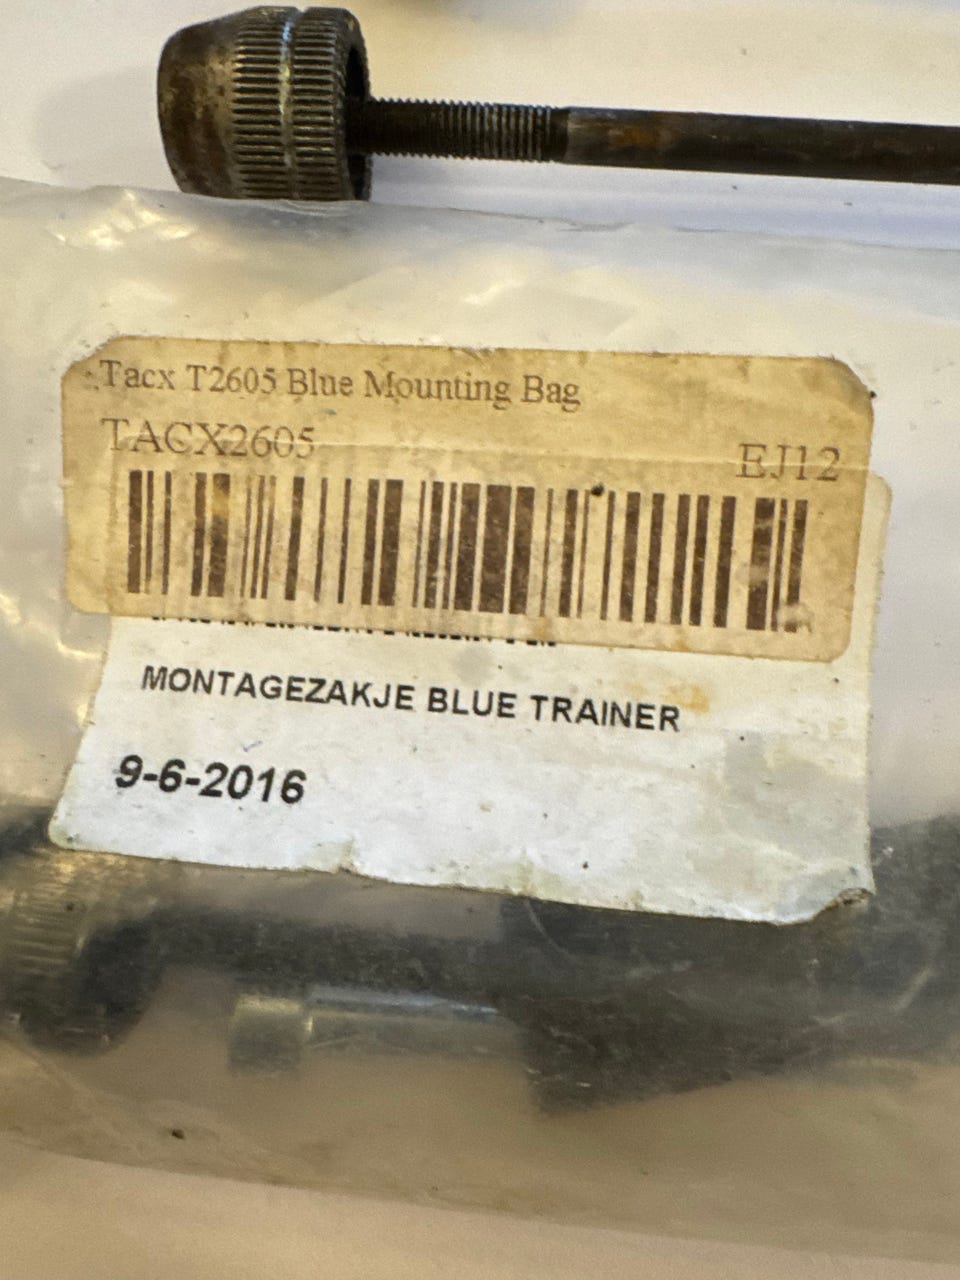 Tacx T2605 Blue Mounting Bag
TACX2605
EJ12
MONTAGEZAKJE BLUE TRAINER
9-6-2016